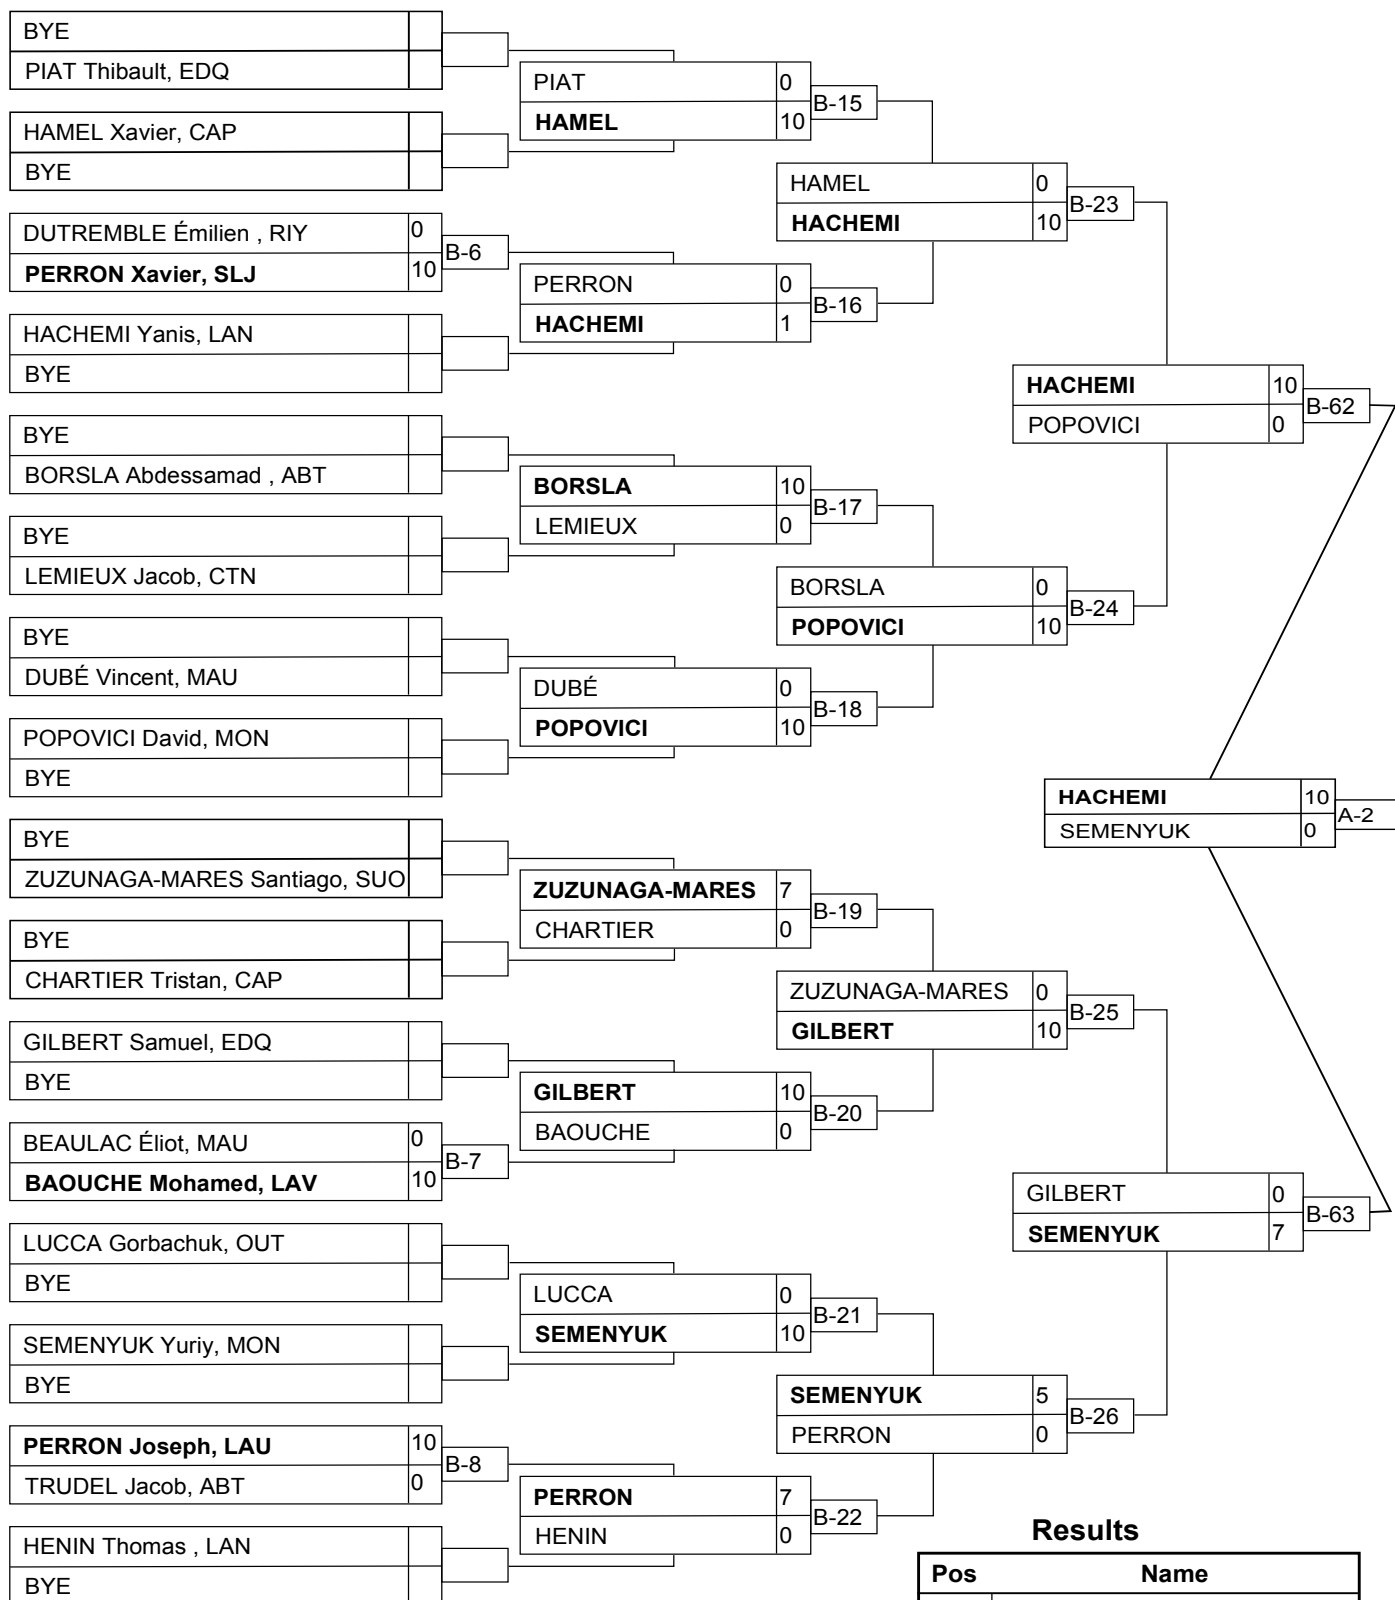 BYE
PIAT Thibault, EDQ
HAMEL Xavier, CAP
BYE
DUTREMBLE Émilien , RIY 0
PERRON Xavier, SLJ 10
B-6
HACHEMI Yanis, LAN
BYE
BYE
BORSLA Abdessamad , ABT
BYE
LEMIEUX Jacob, CTN
BYE
DUBÉ Vincent, MAU
POPOVICI David, MON
BYE
BYE
ZUZUNAGA-MARES Santiago, SUO
BYE
CHARTIER Tristan, CAP
GILBERT Samuel, EDQ
BYE
BEAULAC Éliot, MAU 0
BAOUCHE Mohamed, LAV 10
B-7
LUCCA Gorbachuk, OUT
BYE
SEMENYUK Yuriy, MON
BYE
PERRON Joseph, LAU 10
TRUDEL Jacob, ABT 0
B-8
HENIN Thomas , LAN
BYE
PIAT 0
HAMEL 10
B-15
PERRON 0
HACHEMI 1
B-16
BORSLA 10
LEMIEUX 0
B-17
DUBÉ 0
POPOVICI 10
B-18
ZUZUNAGA-MARES 7
CHARTIER 0
B-19
GILBERT 10
BAOUCHE 0
B-20
LUCCA 0
SEMENYUK 10
B-21
PERRON 7
HENIN 0
B-22
HAMEL 0
HACHEMI 10
B-23
BORSLA 0
POPOVICI 10
B-24
ZUZUNAGA-MARES 0
GILBERT 10
B-25
SEMENYUK 5
PERRON 0
B-26
HACHEMI 10
POPOVICI 0
B-62
GILBERT 0
SEMENYUK 7
B-63
HACHEMI 10
SEMENYUK 0
A-2
Results
Pos Name